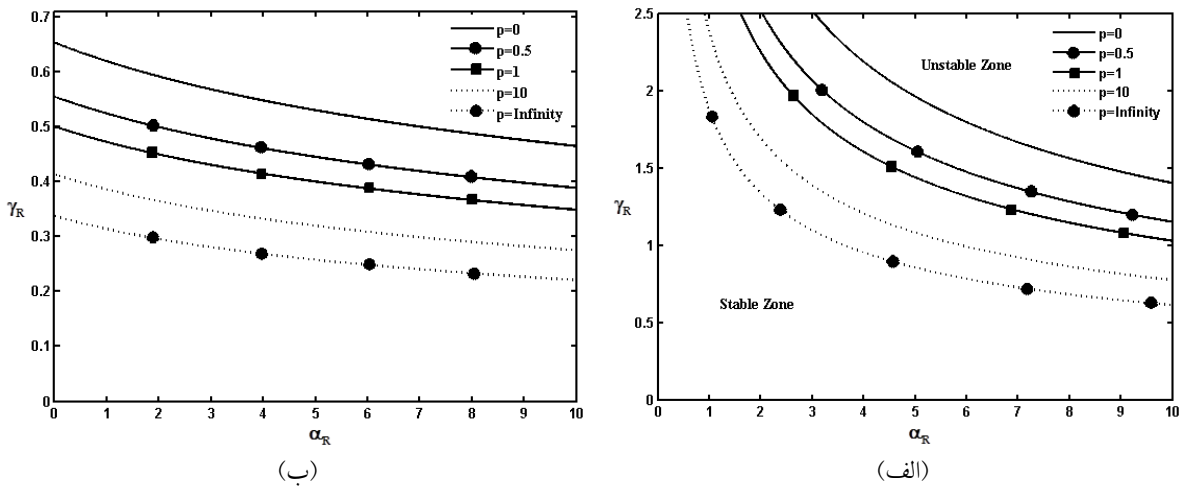 0.7
0.6
0.5
0.4
0.3
0.2
0.1
0
γR
0 1 2 3 4 5 6 7 8 9 10
αR
p=0
p=0.5
p=1
p=10
p=Infinity
(ب)
2.5
2
1.5
1
0.5
0
γR
0 1 2 3 4 5 6 7 8 9 10
αR
p=0
p=0.5
p=1
p=10
p=Infinity
Unstable Zone
Stable Zone
(الف)